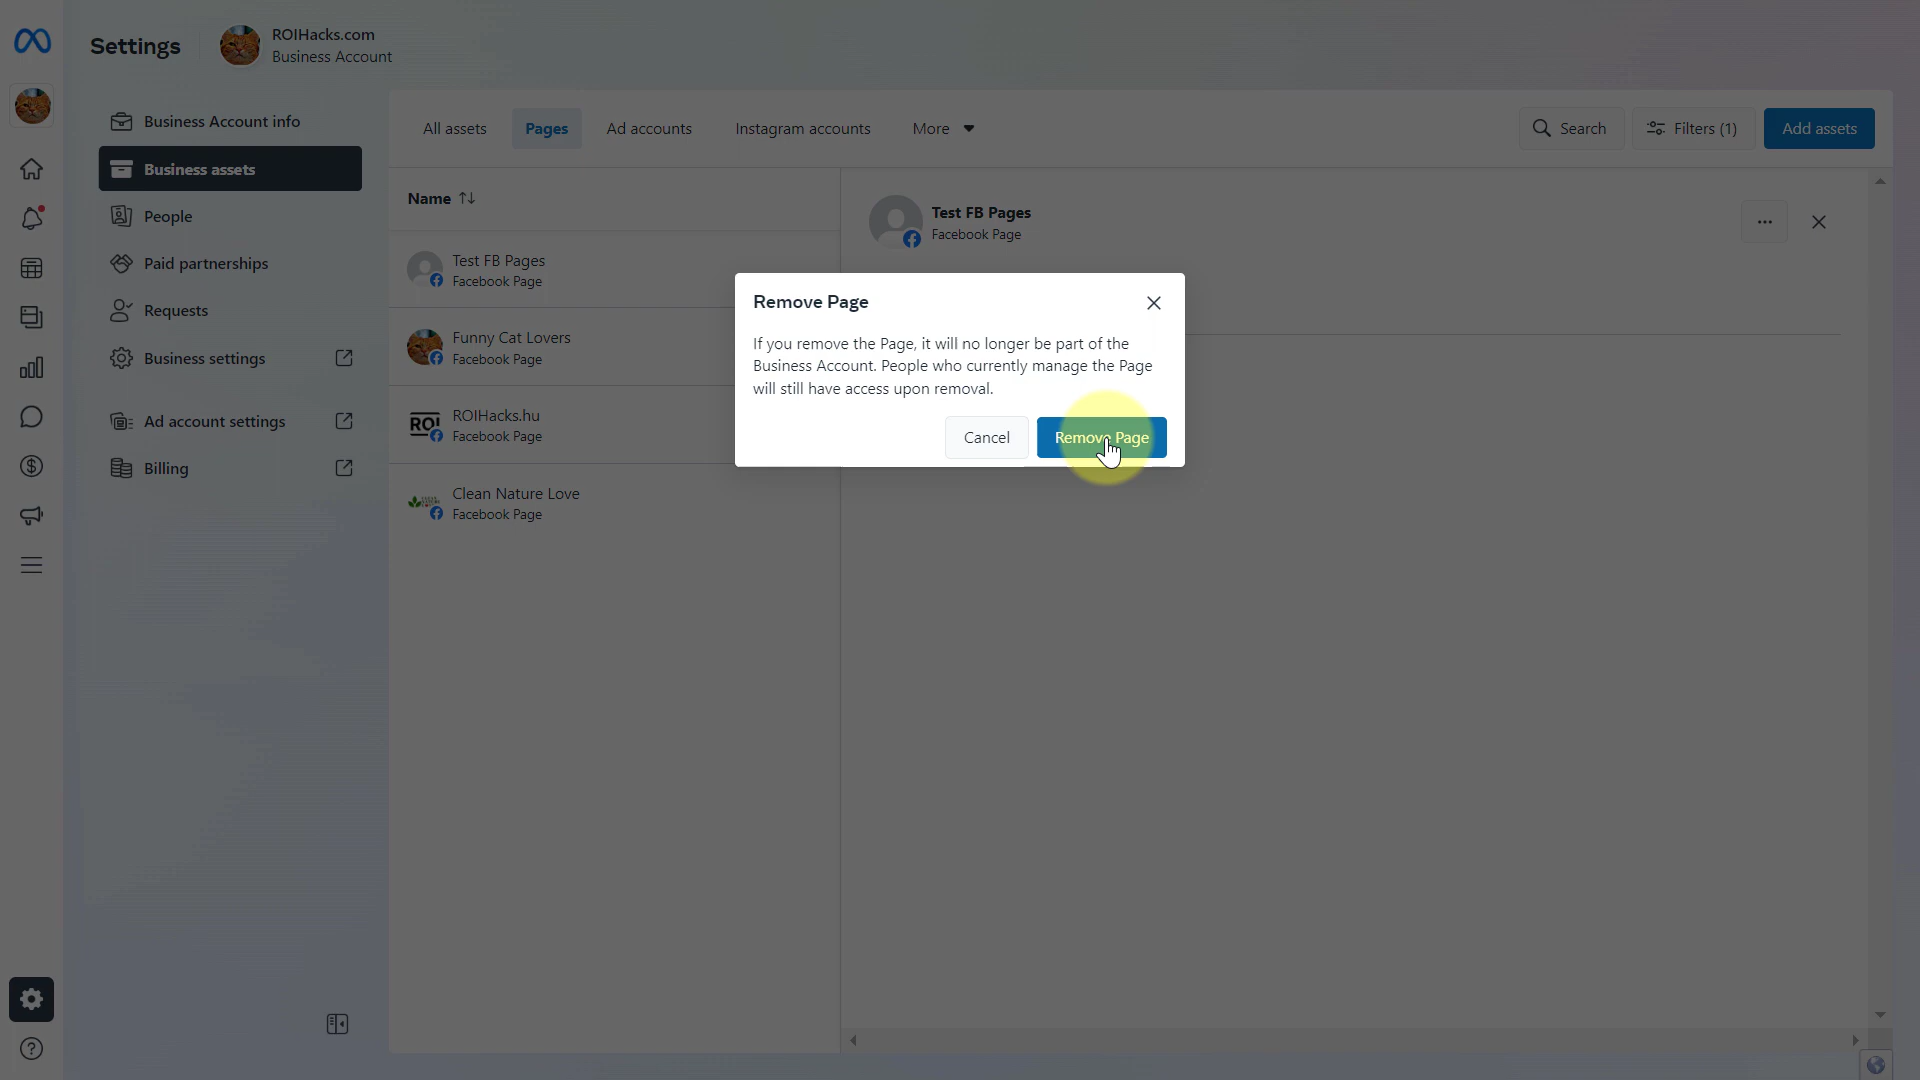 Settings
ROIHacks.com
Business Account
Business Account info
Business assets
People
Paid partnerships
Requests
Business settings
Ad account settings
Billing
All assets
Pages
Ad accounts
Instagram accounts
More
Search
Filters (1)
Add assets
Name
Test FB Pages
Facebook Page
Funny Cat Lovers
Facebook Page
ROI
ROIHacks.hu
Facebook Page
Clean Nature Love
Facebook Page
Test FB Pages
Facebook Page
Remove Page
If you remove the Page, it will no longer be part of the
Business Account. People who currently manage the Page
will still have access upon removal.
Cancel
Remove Page